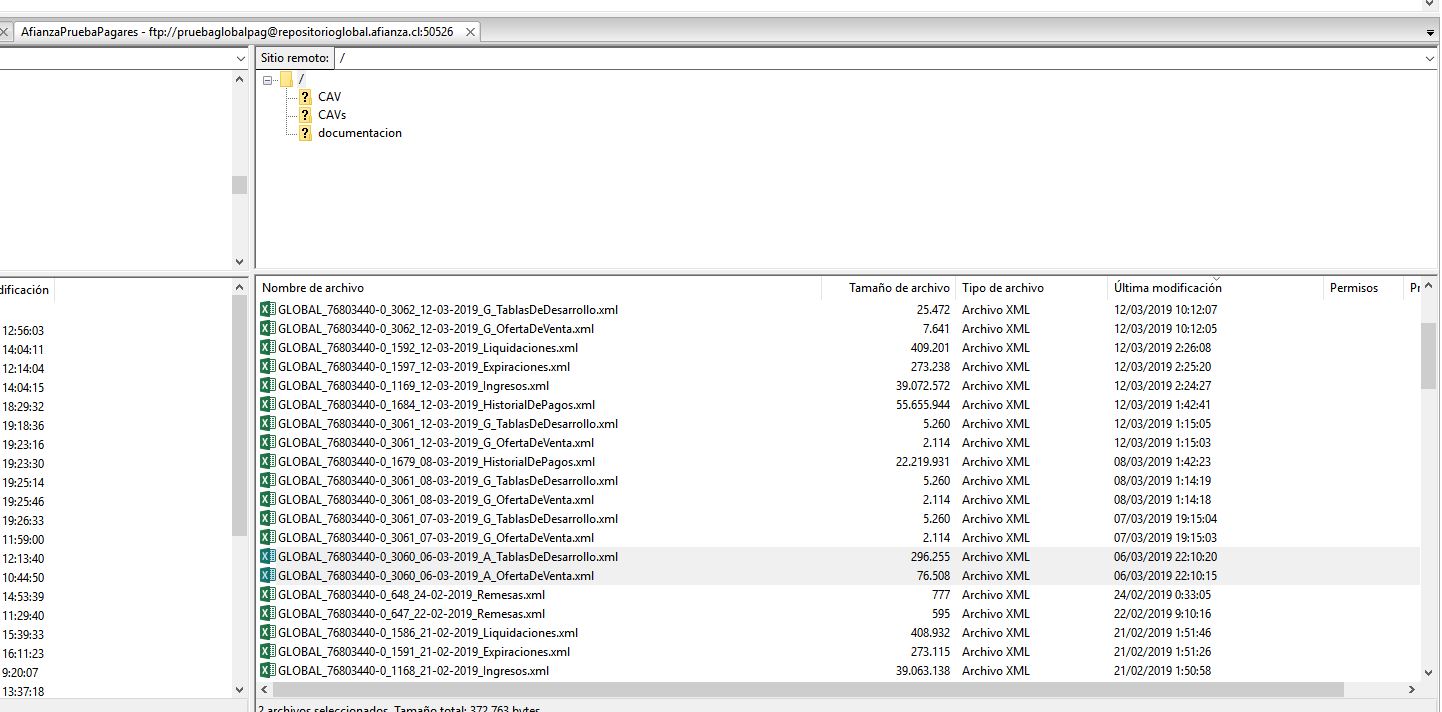 AfianzaPruebaPagares - ftp://pruebaglobalpag@repositorioglobal.afianza.cl:50526
Sitio remoto: /
/
CAV
CAVs
documentacion
dificación
12:56:03
14:04:11
12:14:04
14:04:15
18:29:32
19:18:36
19:23:16
19:23:30
19:25:14
19:25:46
19:26:33
11:59:00
12:13:40
10:44:50
14:53:39
11:29:40
15:39:33
16:11:23
9:20:07
13:37:18
Nombre de archivo Tamaño de archivo Tipo de archivo Última modificación Permisos Pr
GLOBAL_76803440-0_3062_12-03-2019_G_TablasDeDesarrollo.xml 25.472 Archivo XML 12/03/2019 10:12:07
GLOBAL_76803440-0_3062_12-03-2019_G_OfertaDeVenta.xml 7.641 Archivo XML 12/03/2019 10:12:05
GLOBAL_76803440-0_1592_12-03-2019_Liquidaciones.xml 409.201 Archivo XML 12/03/2019 2:26:08
GLOBAL_76803440-0_1597_12-03-2019_Expiraciones.xml 273.238 Archivo XML 12/03/2019 2:25:20
GLOBAL_76803440-0_1169_12-03-2019_Ingresos.xml 39.072.572 Archivo XML 12/03/2019 2:24:27
GLOBAL_76803440-0_1684_12-03-2019_HistorialDePagos.xml 55.655.944 Archivo XML 12/03/2019 1:42:41
GLOBAL_76803440-0_3061_12-03-2019_G_TablasDeDesarrollo.xml 5.260 Archivo XML 12/03/2019 1:15:05
GLOBAL_76803440-0_3061_12-03-2019_G_OfertaDeVenta.xml 2.114 Archivo XML 12/03/2019 1:15:03
GLOBAL_76803440-0_1679_08-03-2019_HistorialDePagos.xml 22.219.931 Archivo XML 08/03/2019 1:42:23
GLOBAL_76803440-0_3061_08-03-2019_G_TablasDeDesarrollo.xml 5.260 Archivo XML 08/03/2019 1:14:19
GLOBAL_76803440-0_3061_08-03-2019_G_OfertaDeVenta.xml 2.114 Archivo XML 08/03/2019 1:14:18
GLOBAL_76803440-0_3061_07-03-2019_G_TablasDeDesarrollo.xml 5.260 Archivo XML 07/03/2019 19:15:04
GLOBAL_76803440-0_3061_07-03-2019_G_OfertaDeVenta.xml 2.114 Archivo XML 07/03/2019 19:15:03
GLOBAL_76803440-0_3060_06-03-2019_A_TablasDeDesarrollo.xml 296.255 Archivo XML 06/03/2019 22:10:20
GLOBAL_76803440-0_3060_06-03-2019_A_OfertaDeVenta.xml 76.508 Archivo XML 06/03/2019 22:10:15
GLOBAL_76803440-0_648_24-02-2019_Remesas.xml 777 Archivo XML 24/02/2019 0:33:05
GLOBAL_76803440-0_647_22-02-2019_Remesas.xml 595 Archivo XML 22/02/2019 9:10:16
GLOBAL_76803440-0_1586_21-02-2019_Liquidaciones.xml 408.932 Archivo XML 21/02/2019 1:51:46
GLOBAL_76803440-0_1591_21-02-2019_Expiraciones.xml 273.115 Archivo XML 21/02/2019 1:51:26
GLOBAL_76803440-0_1168_21-02-2019_Ingresos.xml 39.063.138 Archivo XML 21/02/2019 1:50:58
2 archivos seleccionados. Tamaño total: 372.763 bytes